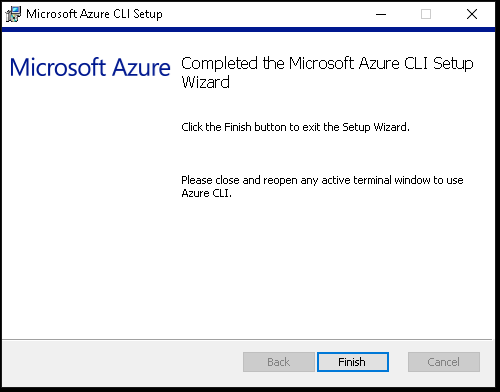 Microsoft Azure CLI Setup
Microsoft Azure
Completed the Microsoft Azure CLI Setup
Wizard
Click the Finish button to exit the Setup Wizard.
Please close and reopen any active terminal window to use
Azure CLI.
Back
Finish
Cancel